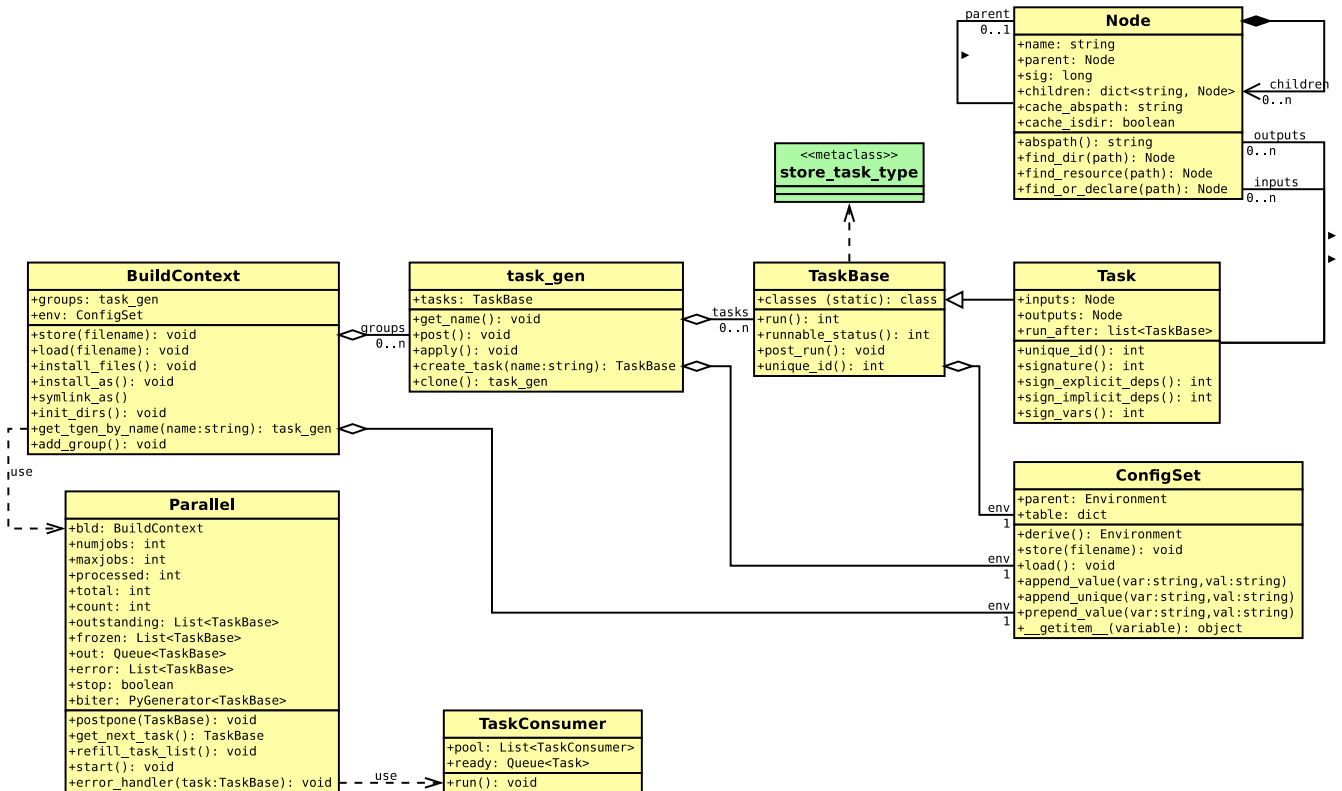 parent
0..1
Node
+name: string
+parent: Node
+sig: long
+children: dict<string, Node>
+cache_abspath: string
+cache_isdir: boolean
+abspath(): string
+find_dir(path): Node
+find_resource(path): Node
+find_or_declare(path): Node
children
0..n
outputs
0..n
inputs
0..n
<<metaclass>>
store_task_type
BuildContext
+groups: task_gen
+env: ConfigSet
+store(filename): void
+load(filename): void
+install_files(): void
+install_as(): void
+symlink_as()
+init_dirs(): void
+get_tgen_by_name(name:string): task_gen
+add_group(): void
groups
0..n
task_gen
+tasks: TaskBase
+get_name(): void
+post(): void
+apply(): void
+create_task(name:string): TaskBase
+clone(): task_gen
tasks
0..n
TaskBase
+classes (static): class
+run(): int
+runnable_status(): int
+post_run(): void
+unique_id(): int
Task
+inputs: Node
+outputs: Node
+run_after: list<TaskBase>
+unique_id(): int
+signature(): int
+sign_explicit_deps(): int
+sign_implicit_deps(): int
+sign_vars(): int
use
env
1
env
1
env
1
ConfigSet
+parent: Environment
+table: dict
+derive(): Environment
+store(filename): void
+load(): void
+append_value(var:string,val:string)
+append_unique(var:string,val:string)
+prepend_value(var:string,val:string)
+__getitem__(variable): object
Parallel
+bld: BuildContext
+numjobs: int
+maxjobs: int
+processed: int
+total: int
+count: int
+outstanding: List<TaskBase>
+frozen: List<TaskBase>
+out: Queue<TaskBase>
+error: List<TaskBase>
+stop: boolean
+biter: PyGenerator<TaskBase>
+postpone(TaskBase): void
+get_next_task(): TaskBase
+refill_task_list(): void
+start(): void
+error_handler(task:TaskBase): void
use
TaskConsumer
+pool: List<TaskConsumer>
+ready: Queue<Task>
+run(): void